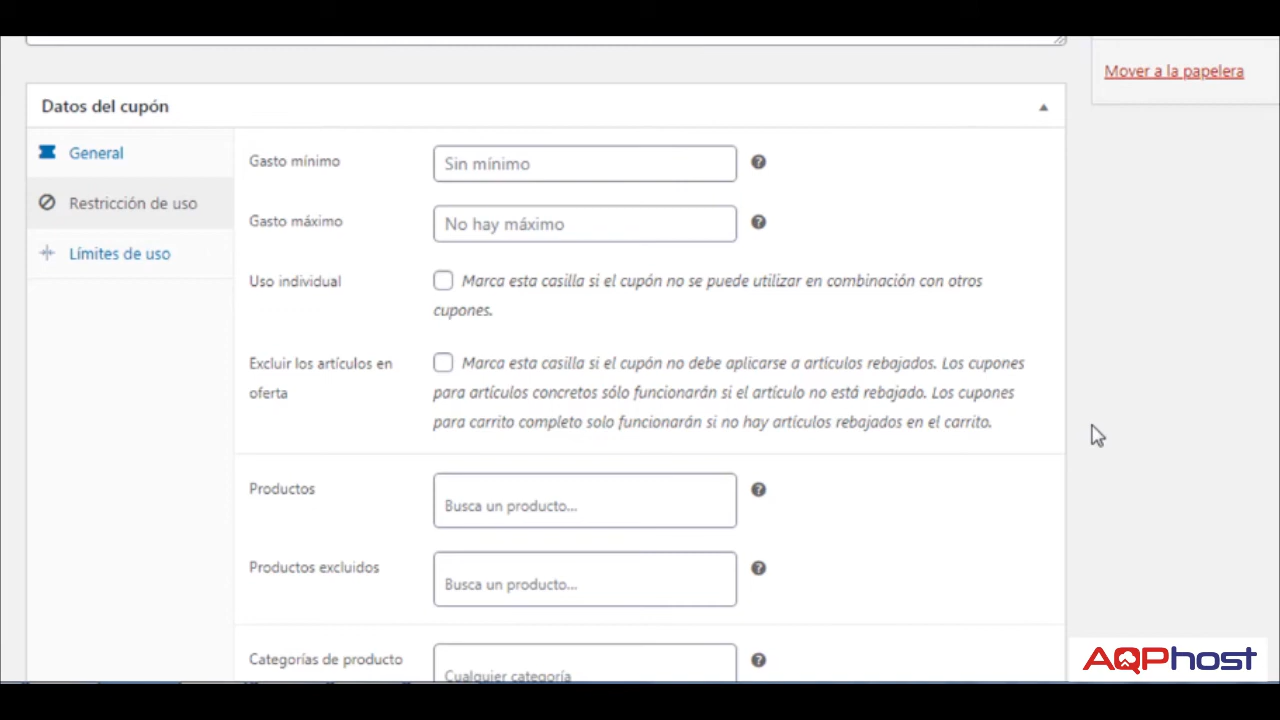 Mover a la papelera
Datos del cupón
General
Restricción de uso
Límites de uso
Gasto mínimo
Sin mínimo
Gasto máximo
No hay máximo
Uso individual
Marca esta casilla si el cupón no se puede utilizar en combinación con otros
cupones.
Excluir los artículos en
oferta
Marca esta casilla si el cupón no debe aplicarse a artículos rebajados. Los cupones
para artículos concretos sólo funcionarán si el artículo no está rebajado. Los cupones
para carrito completo solo funcionarán si no hay artículos rebajados en el carrito.
Productos
Busca un producto...
Productos excluidos
Busca un producto...
Categorías de producto
Cualquier categoría
AQPhost